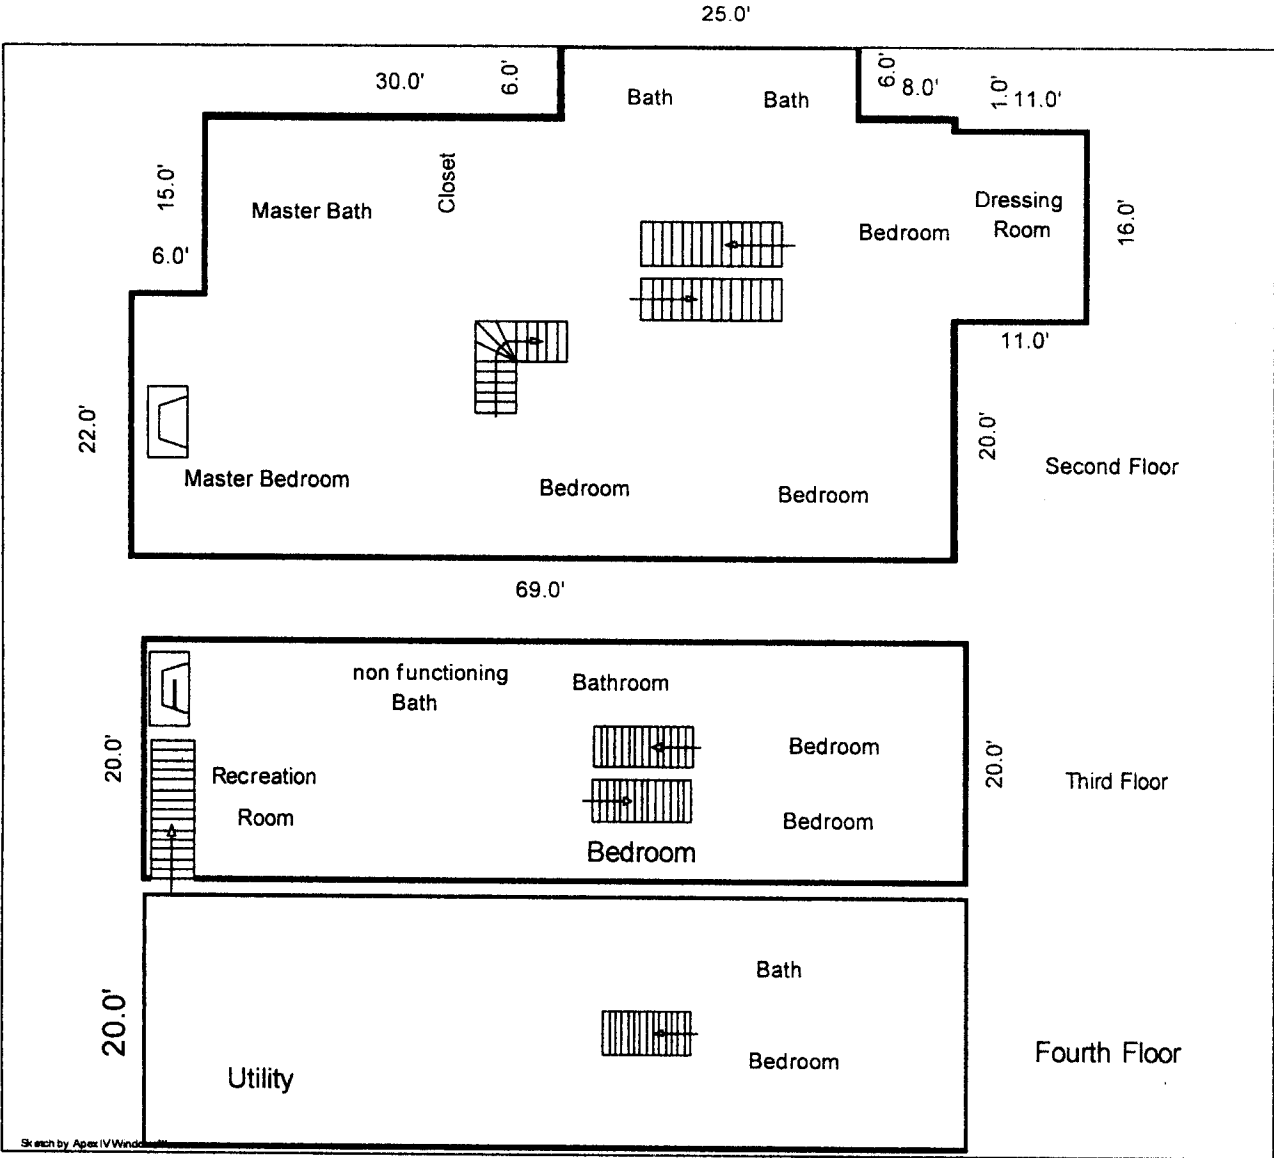 25.0'
30.0'
6.0'
6.0'
8.0'
1.0'
11.0'
Bath
Bath
15.0'
Closet
Master Bath
Dressing
Room
Bedroom
16.0'
6.0'
11.0'
22.0'
20.0'
Second Floor
Master Bedroom
Bedroom
Bedroom
69.0'
non functioning
Bath
Bathroom
20.0'
Recreation
Room
Bedroom
20.0'
Third Floor
Bedroom
Bedroom
20.0'
Bath
Bedroom
Fourth Floor
Utility
Sketch by Apex IV